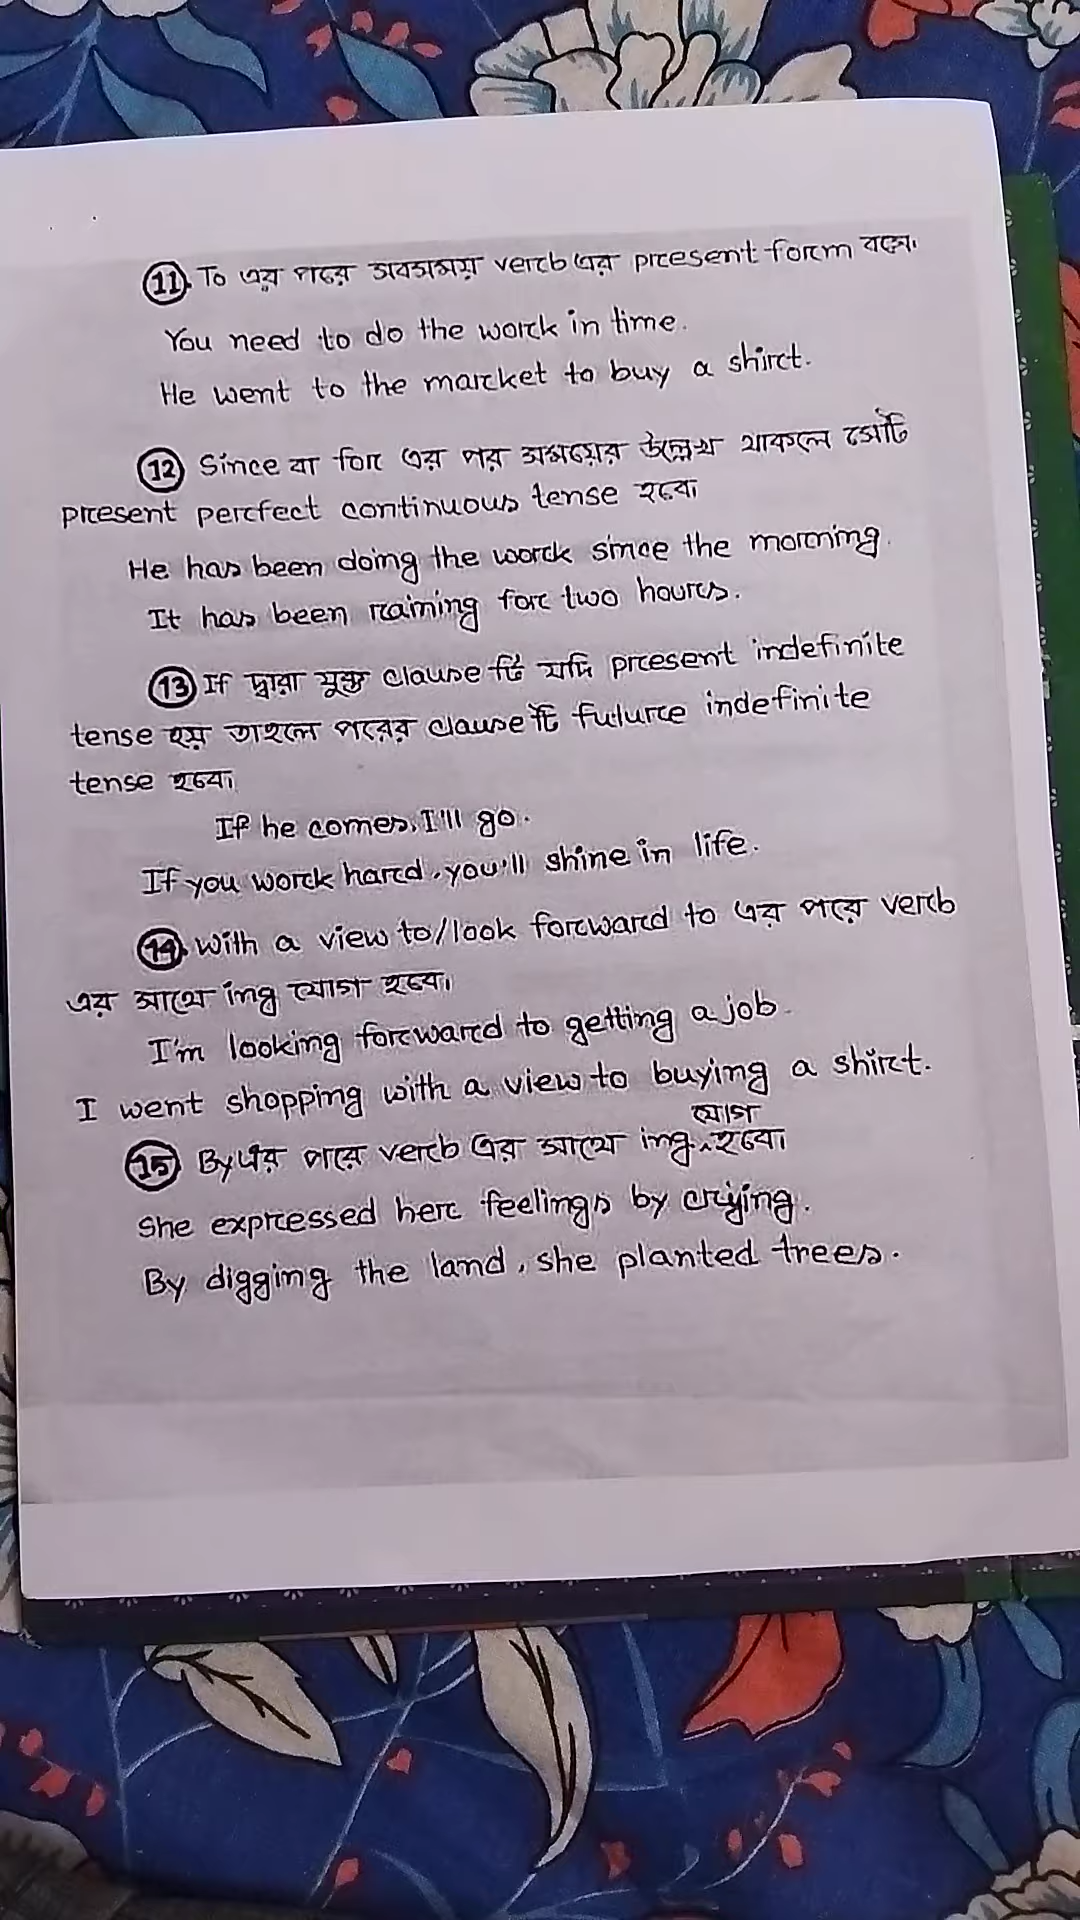 11. To এর পরে সবসময় verb এর present form বসে।
You need to do the work in time.
He went to the market to buy a shirt.
12 Since বা for এর পর সময়ের উল্লেখ থাকলে সেটি
present perfect continuous tense হবে।
He has been doing the work since the morning.
It has been raining for two hours.
13 If দ্বারা যুক্ত clause টি যদি present indefinite
tense হয় তাহলে পরের clause টি future indefinite
tense হবে।
If he comes, I'll go.
If you work hard, you'll shine in life.
14. With a view to/look forward to এর পরে verb
এর সাথে ing যোগ হবে।
I'm looking forward to getting a job.
I went shopping with a view to buying a shirt.
15 By এর পরে verb এর সাথে ing যোগ হবে।
She expressed her feelings by crying.
By digging the land, she planted trees.